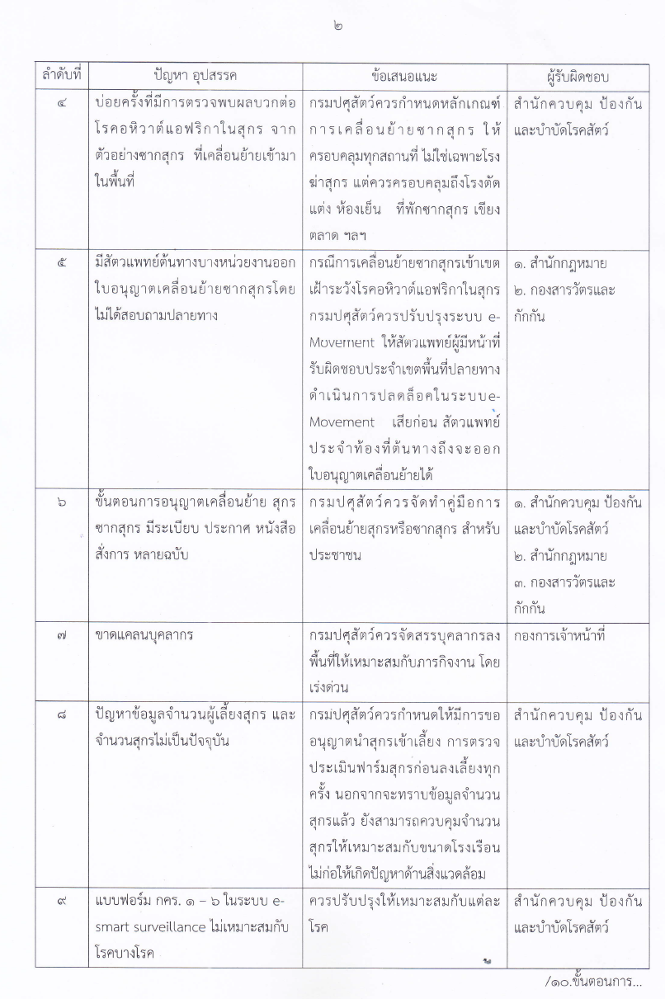 ๒
ลำดับที่ ปัญหา อุปสรรค ข้อเสนอแนะ ผู้รับผิดชอบ
๔
บ่อยครั้งที่มีการตรวจพบผลบวกต่อ
โรคอหิวาต์แอฟริกาในสุกร จาก
ตัวอย่างซากสุกร ที่เคลื่อนย้ายเข้ามา
ในพื้นที่
กรมปศุสัตว์ควรกำหนดหลักเกณฑ์
การเคลื่อนย้ายซากสุกร ให้
ครอบคลุมทุกสถานที่ ไม่ใช่เฉพาะโรง
ฆ่าสุกร แต่ควรครอบคลุมถึงโรงตัด
แต่ง ห้องเย็น ที่พักซากสุกร เขียง
ตลาด ฯลฯ
สำนักควบคุม ป้องกัน
และบำบัดโรคสัตว์
๕
มีสัตวแพทย์ต้นทางบางหน่วยงานออก
ใบอนุญาตเคลื่อนย้ายซากสุกรโดย
ไม่ได้สอบถามปลายทาง
กรณีการเคลื่อนย้ายซากสุกรเข้าเขต
เฝ้าระวังโรคอหิวาต์แอฟริกาในสุกร
กรมปศุสัตว์ควรปรับปรุงระบบ e-
Movement ให้สัตวแพทย์ผู้มีหน้าที่
รับผิดชอบประจำเขตพื้นที่ปลายทาง
ดำเนินการปลดล็อคในระบบe-
Movement เสียก่อน สัตวแพทย์
ประจำท้องที่ต้นทางถึงจะออก
ใบอนุญาตเคลื่อนย้ายได้
๑. สำนักกฎหมาย
๒. กองสารวัตรและ
กักกัน
๖
ขั้นตอนการอนุญาตเคลื่อนย้าย สุกร
ซากสุกร มีระเบียบ ประกาศ หนังสือ
สั่งการ หลายฉบับ
กรมปศุสัตว์ควรจัดทำคู่มือการ
เคลื่อนย้ายสุกรหรือซากสุกร สำหรับ
ประชาชน
๑. สำนักควบคุม ป้องกัน
และบำบัดโรคสัตว์
๒. สำนักกฎหมาย
๓. กองสารวัตรและ
กักกัน
๗
ขาดแคลนบุคลากร
กรมปศุสัตว์ควรจัดสรรบุคลากรลง
พื้นที่ให้เหมาะสมกับภารกิจงาน โดย
เร่งด่วน
กองการเจ้าหน้าที่
๘
ปัญหาข้อมูลจำนวนผู้เลี้ยงสุกร และ
จำนวนสุกรไม่เป็นปัจจุบัน
กรมปศุสัตว์ควรกำหนดให้มีการขอ
อนุญาตนำสุกรเข้าเลี้ยง การตรวจ
ประเมินฟาร์มสุกรก่อนลงเลี้ยงทุก
ครั้ง นอกจากจะทราบข้อมูลจำนวน
สุกรแล้ว ยังสามารถควบคุมจำนวน
สุกรให้เหมาะสมกับขนาดโรงเรือน
ไม่ก่อให้เกิดปัญหาด้านสิ่งแวดล้อม
สำนักควบคุม ป้องกัน
และบำบัดโรคสัตว์
๙
แบบฟอร์ม กคร. ๑ – ๖ ในระบบ e-
smart surveillance ไม่เหมาะสมกับ
โรคบางโรค
ควรปรับปรุงให้เหมาะสมกับแต่ละ
โรค
สำนักควบคุม ป้องกัน
และบำบัดโรคสัตว์
/๑๐.ขั้นตอนการ...